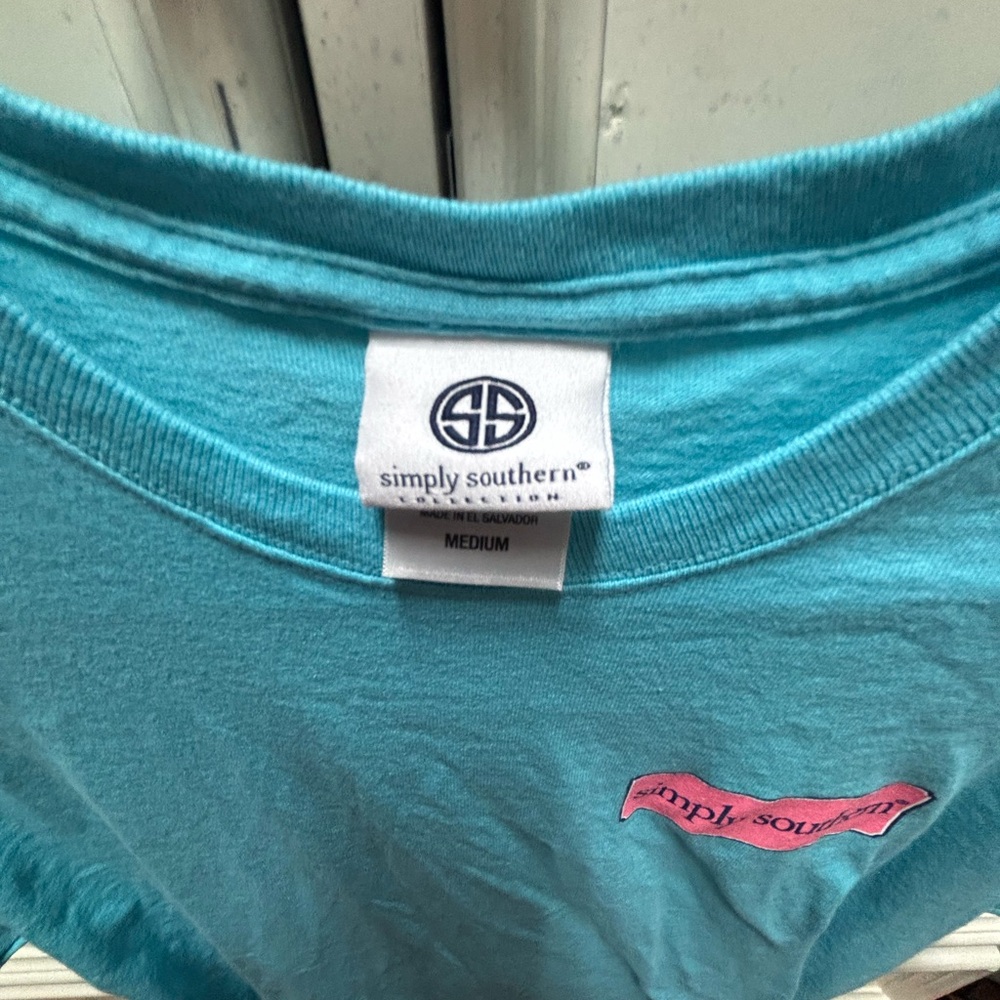 SS
simply southern®
COLLECTION
MADE IN EL SALVADOR
MEDIUM
simply southern®